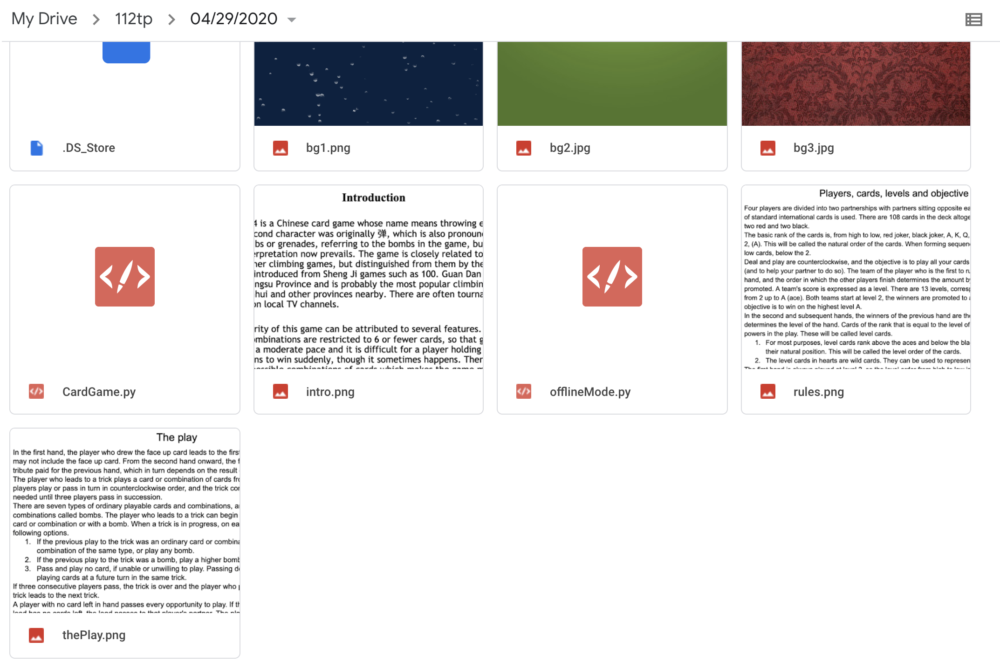 My Drive > 112tp > 04/29/2020
.DS_Store
bg1.png
bg2.jpg
bg3.jpg
CardGame.py
Introduction
4 is a Chinese card game whose name means throwing
cond character was originally 弹, which is also
bs or grenades, referring to the bombs in the game,
erpretation now prevails. The game is closely related to
her climbing games, but distinguished from them by the
introduced from Sheng Ji games such as 100. Guan Dan
ngsu Province and is probably the most popular
hui and other provinces nearby. There are often
on local TV channels.
rity of this game can be attributed to several features.
ombinations are restricted to 6 or fewer cards, so that
a moderate pace and it is difficult for a player holding
ns to win suddenly, though it sometimes happens.
intro.png
offlineMode.py
Players, cards, levels and objective
Four players are divided into two partnerships with partners sitting opposite
of standard international cards is used. There are 108 cards in the deck
two red and two black.
The basic rank of the cards is, from high to low, red joker, black joker, A, K, Q,
2, (A). This will be called the natural order of the cards. When forming
low cards, below the 2.
Deal and play are counterclockwise, and the objective is to play all your cards
(and to help your partner to do so). The team of the player who is the first to
hand, and the order in which the other players finish determines the amount
promoted. A team's score is expressed as a level. There are 13 levels,
from 2 up to A (ace). Both teams start at level 2, the winners are promoted to
objective is to win on the highest level A.
In the second and subsequent hands, the winners of the previous hand are
determines the level of the hand. Cards of the rank that is equal to the level of
powers in the play. These will be called level cards.
1. For most purposes, level cards rank above the aces and below the
their natural position. This will be called the level order of the cards.
2. The level cards in hearts are wild cards. They can be used to
rules.png
The play
In the first hand, the player who drew the face up card leads to the first
may not include the face up card. From the second hand onward, the
tribute paid for the previous hand, which in turn depends on the result
The player who leads to a trick plays a card or combination of cards
players play or pass in turn in counterclockwise order, and the trick
needed until three players pass in succession.
There are seven types of ordinary playable cards and combinations,
combinations called bombs. The player who leads to a trick can begin
card or combination or with a bomb. When a trick is in progress, on
following options.
1. If the previous play to the trick was an ordinary card or
combination of the same type, or play any bomb.
2. If the previous play to the trick was a bomb, play a higher bomb
3. Pass and play no card, if unable or unwilling to play. Passing
playing cards at a future turn in the same trick.
If three consecutive players pass, the trick is over and the player who
trick leads to the next trick.
A player with no card left in hand passes every opportunity to play. If
thePlay.png